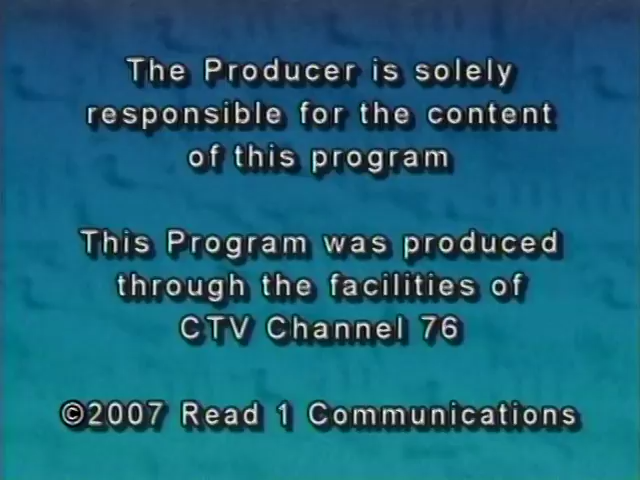 The Producer is solely
responsible for the content
of this program
This Program was produced
through the facilities of
CTV Channel 76
©2007 Read 1 Communications